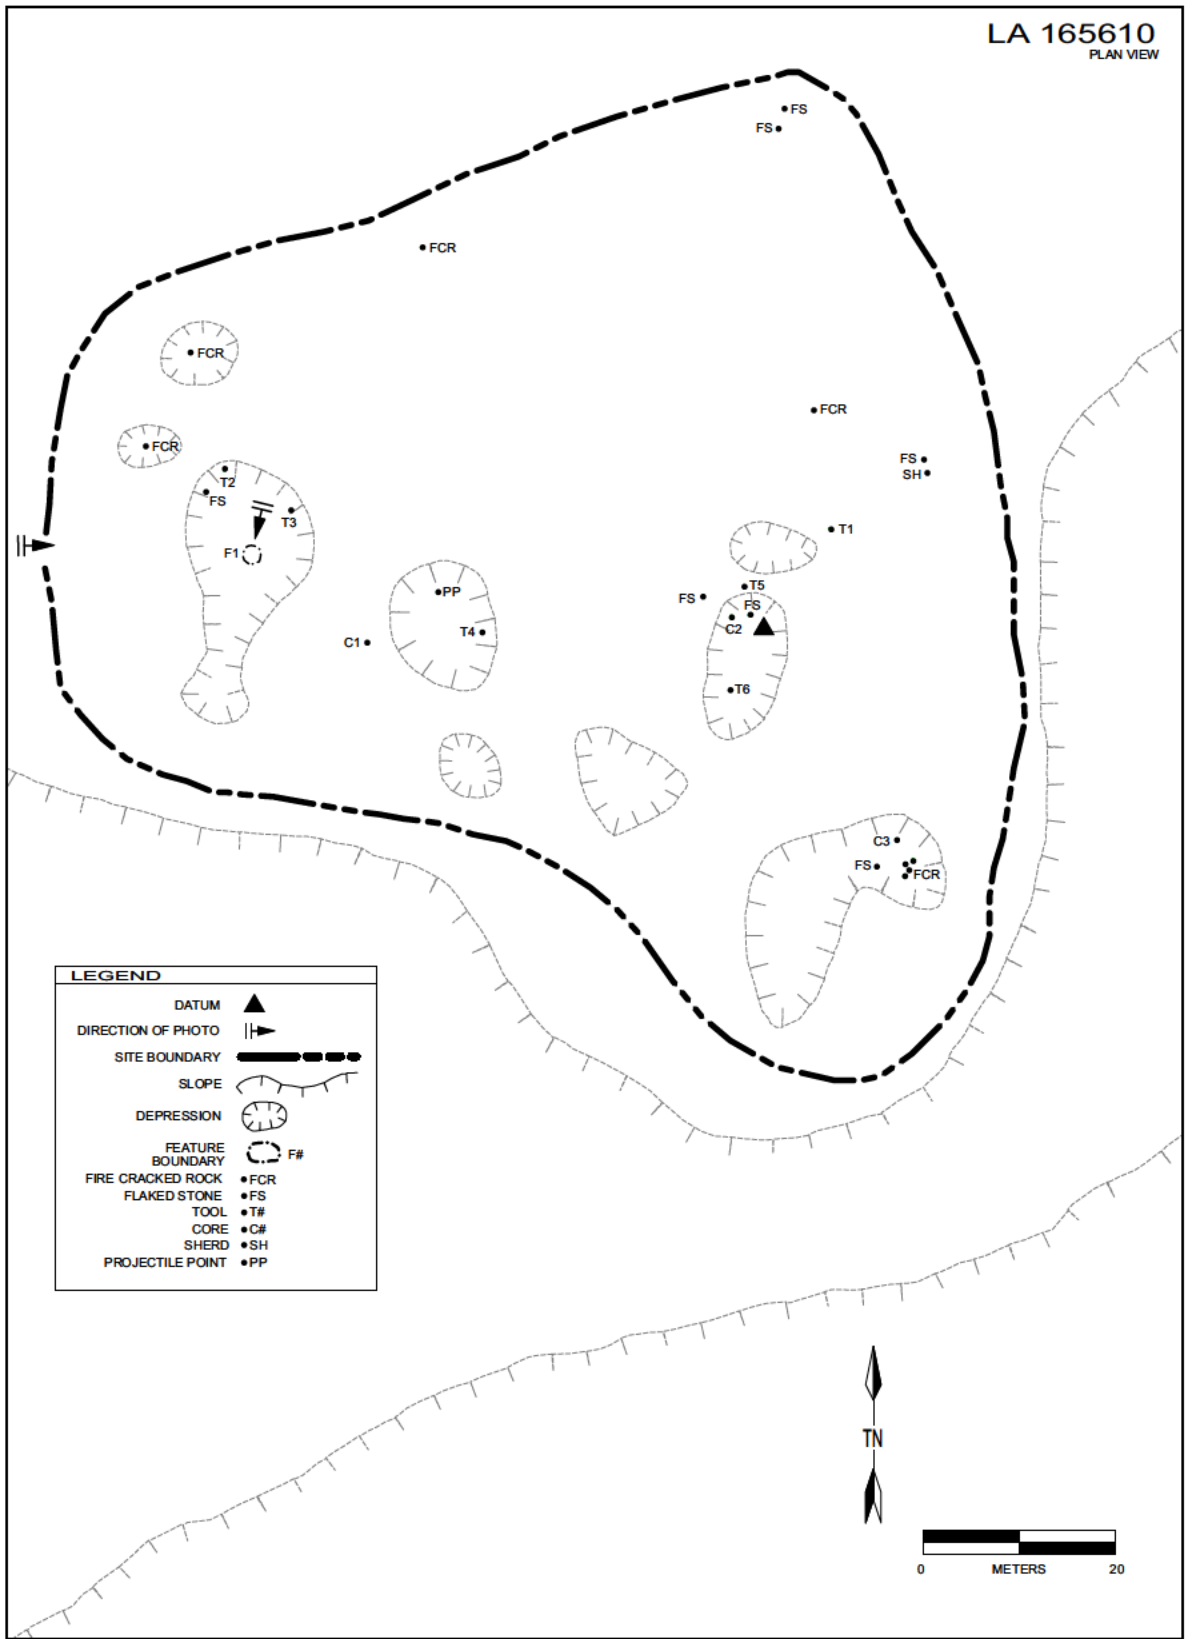 LA 165610
PLAN VIEW
FS
FS
FCR
FCR
FCR
FCR
FS
SH
T2
FS
T3
T1
F1
T5
PP
FS
FS
C2
T4
C1
T6
C3
FS
FCR
LEGEND
DATUM
DIRECTION OF PHOTO
SITE BOUNDARY
SLOPE
DEPRESSION
FEATURE
BOUNDARY F#
FIRE CRACKED ROCK FCR
FLAKED STONE FS
TOOL T#
CORE C#
SHERD SH
PROJECTILE POINT PP
TN
0 METERS 20